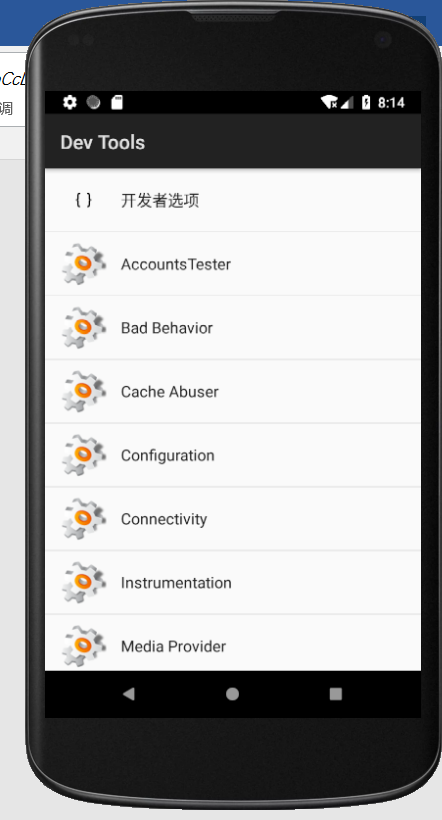 调
8:14
Dev Tools
{ } 开发者选项
AccountsTester
Bad Behavior
Cache Abuser
Configuration
Connectivity
Instrumentation
Media Provider